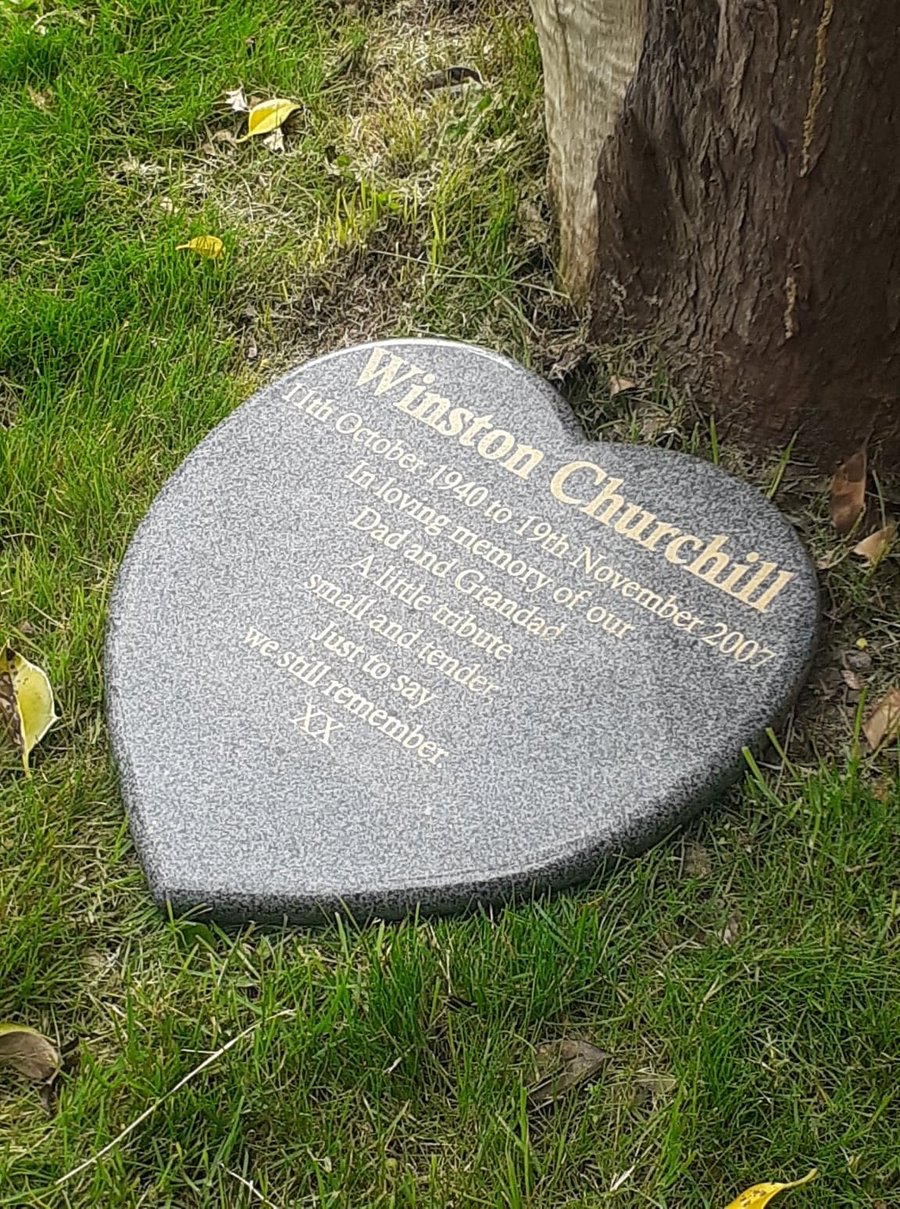 Winston Churchill
11th October 1940 to 19th November 2007
In loving memory of our
Dad and Grandad
A little tribute
small and tender
Just to say
we still remember
XX